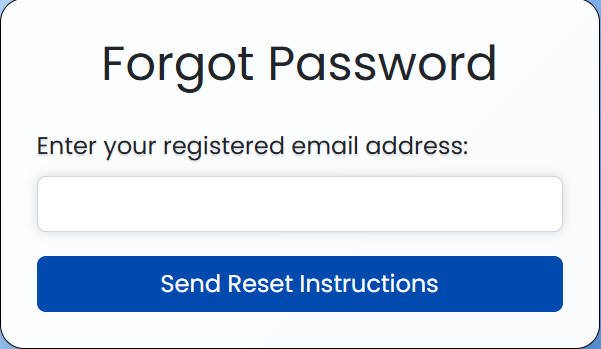 Forgot Password
Enter your registered email address:
Send Reset Instructions